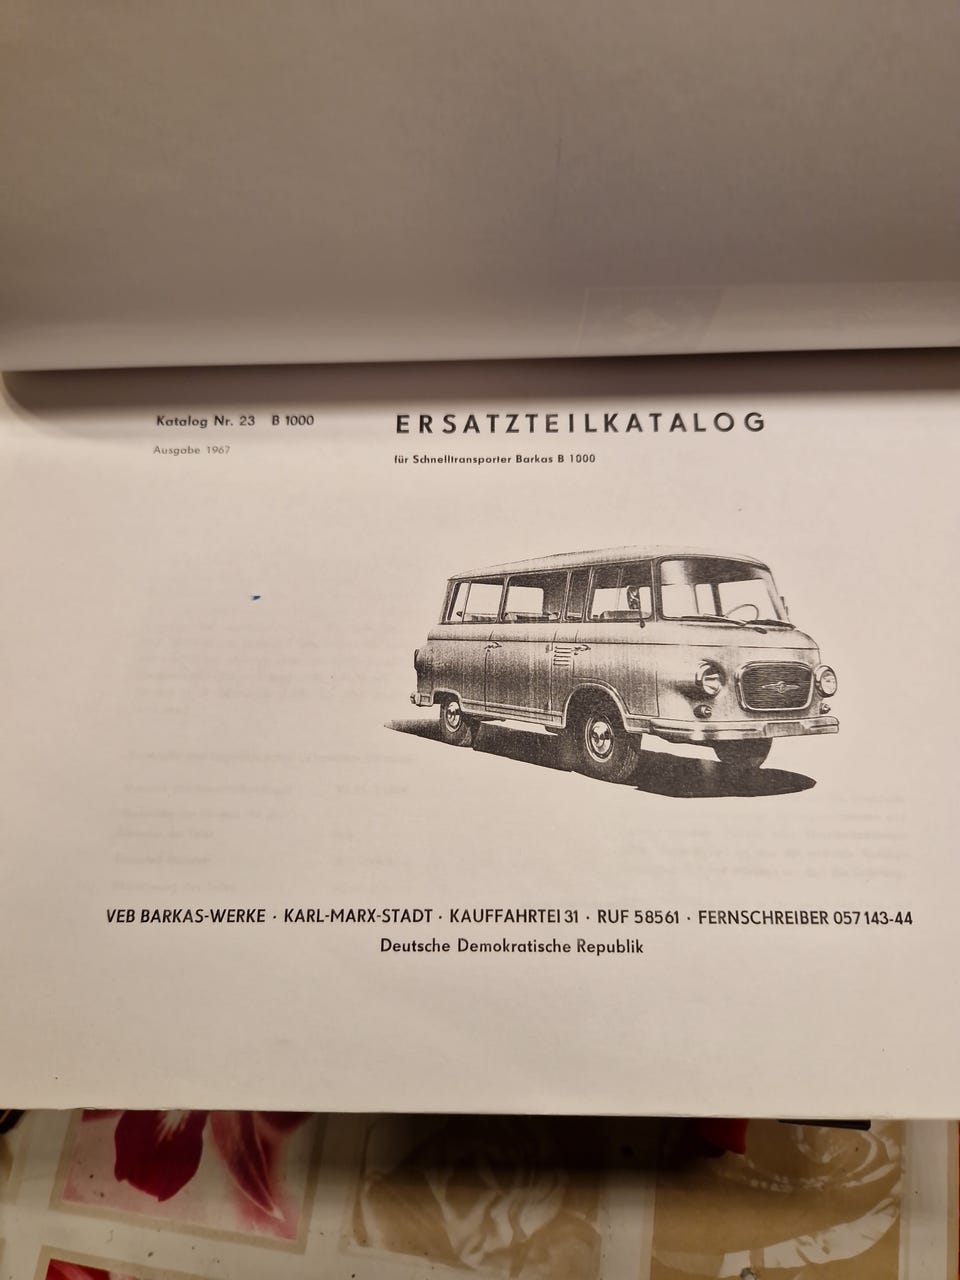 Katalog Nr. 23 B 1000
Ausgabe 1967
ERSATZTEILKATALOG
für Schnelltransporter Barkas B 1000
VEB BARKAS-WERKE · KARL-MARX-STADT · KAUFFAHRTEI 31 · RUF 58561 · FERNSCHREIBER 057 143-44
Deutsche Demokratische Republik